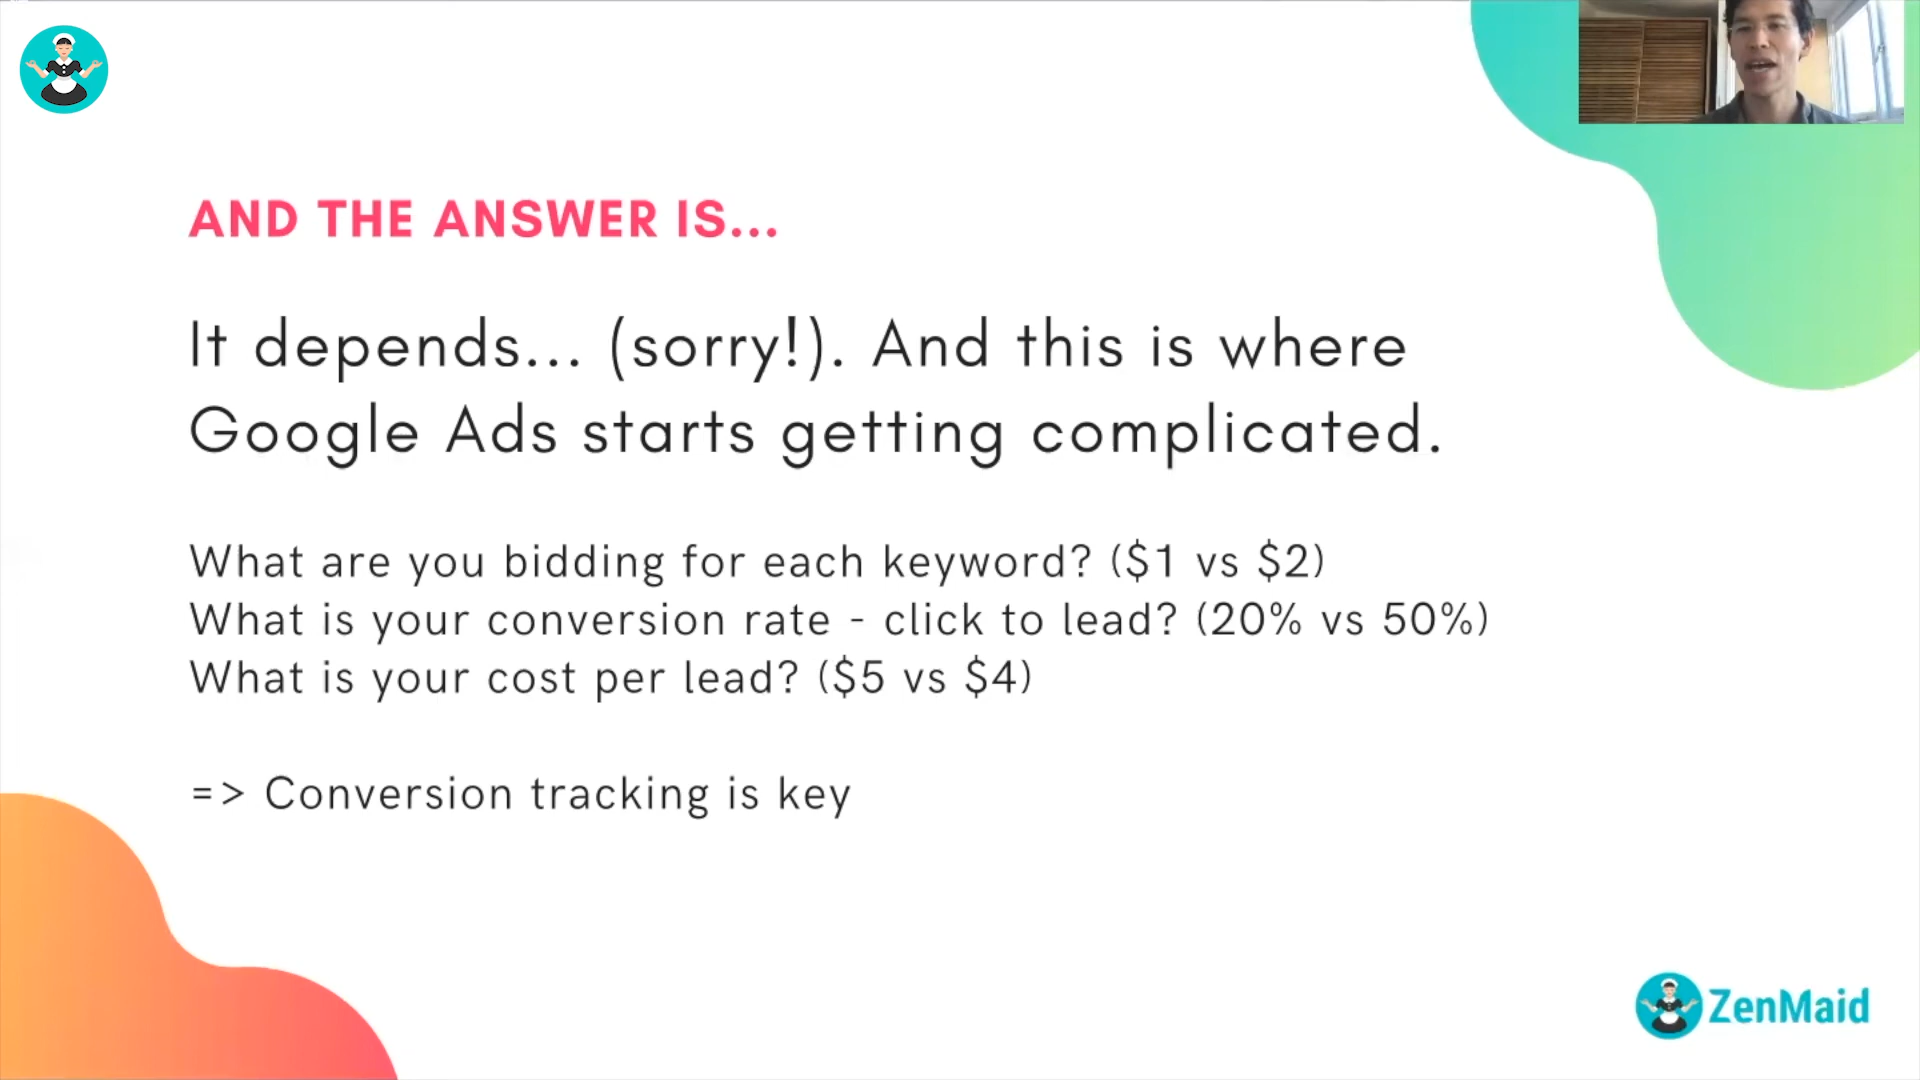 AND THE ANSWER IS...
It depends... (sorry!). And this is where
Google Ads starts getting complicated.
What are you bidding for each keyword? ($1 vs $2)
What is your conversion rate - click to lead? (20% vs 50%)
What is your cost per lead? ($5 vs $4)
=> Conversion tracking is key
ZenMaid